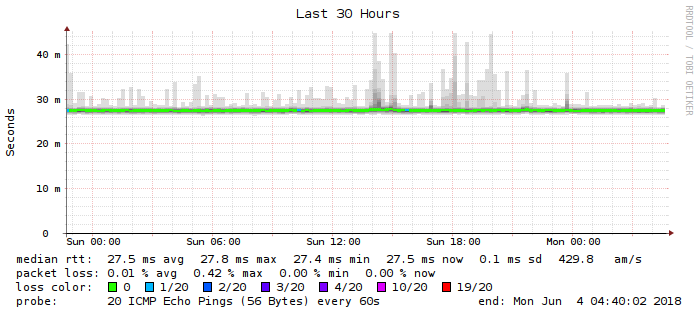 Last 30 Hours
RRDTOOL / TOBI OETIKER
Seconds
40 m
30 m
20 m
10 m
0
Sun 00:00 Sun 06:00 Sun 12:00 Sun 18:00 Mon 00:00
median rtt: 27.5 ms avg 27.8 ms max 27.4 ms min 27.5 ms now 0.1 ms sd 429.8 am/s
packet loss: 0.01 % avg 0.42 % max 0.00 % min 0.00 % now
loss color: 0 1/20 2/20 3/20 4/20 10/20 19/20
probe: 20 ICMP Echo Pings (56 Bytes) every 60s end: Mon Jun 4 04:40:02 2018